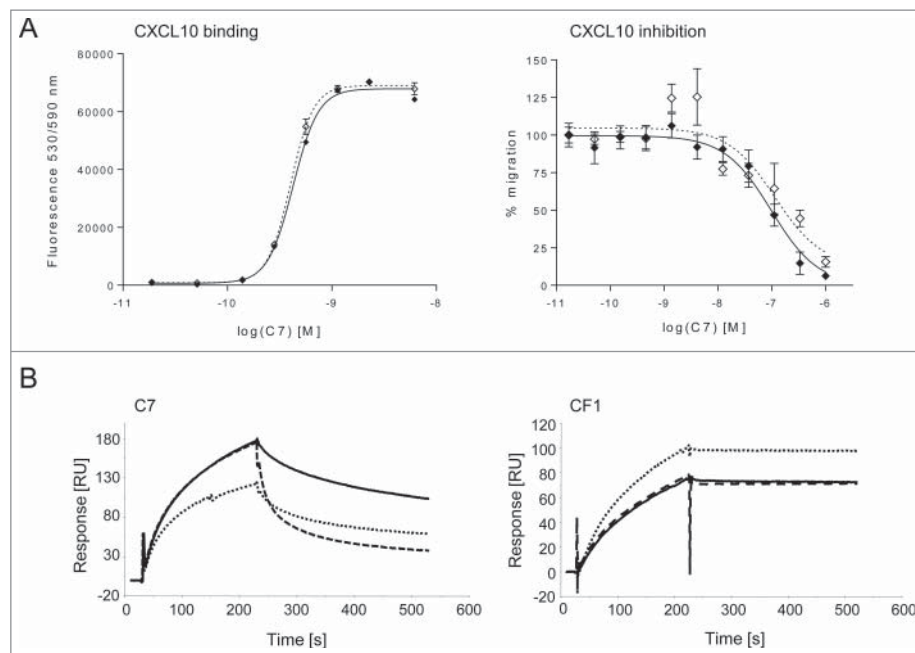 A
CXCL10 binding
CXCL10 inhibition
80000
60000
40000
20000
0
Fluorescence 530/590 nm
-11 -10 -9 -8
log(C7) [M]
150
125
100
75
50
25
0
% migration
-11 -10 -9 -8 -7 -6
log(C7) [M]
B
C7
CF1
180
130
80
30
-20
Response [RU]
0 100 200 300 400 500 600
Time [s]
120
100
80
60
40
20
0
-20
Response [RU]
0 100 200 300 400 500 600
Time [s]